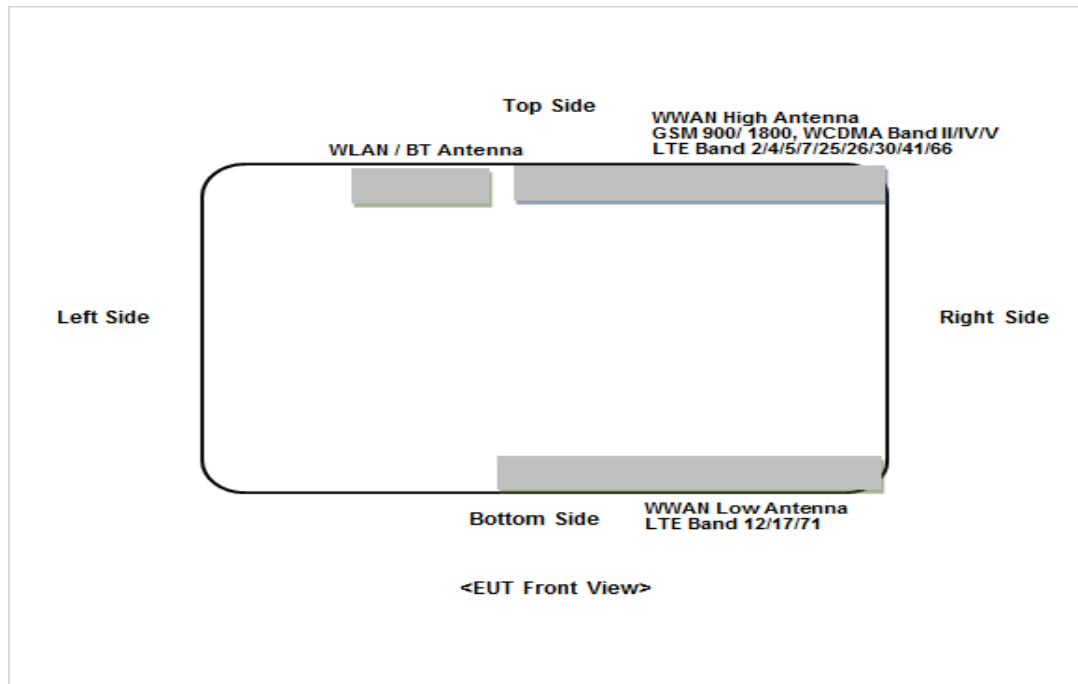 Top Side
WWAN High Antenna
GSM 900/ 1800, WCDMA Band II/IV/V
LTE Band 2/4/5/7/25/26/30/41/66
WLAN / BT Antenna
Left Side
Right Side
WWAN Low Antenna
LTE Band 12/17/71
Bottom Side
<EUT Front View>